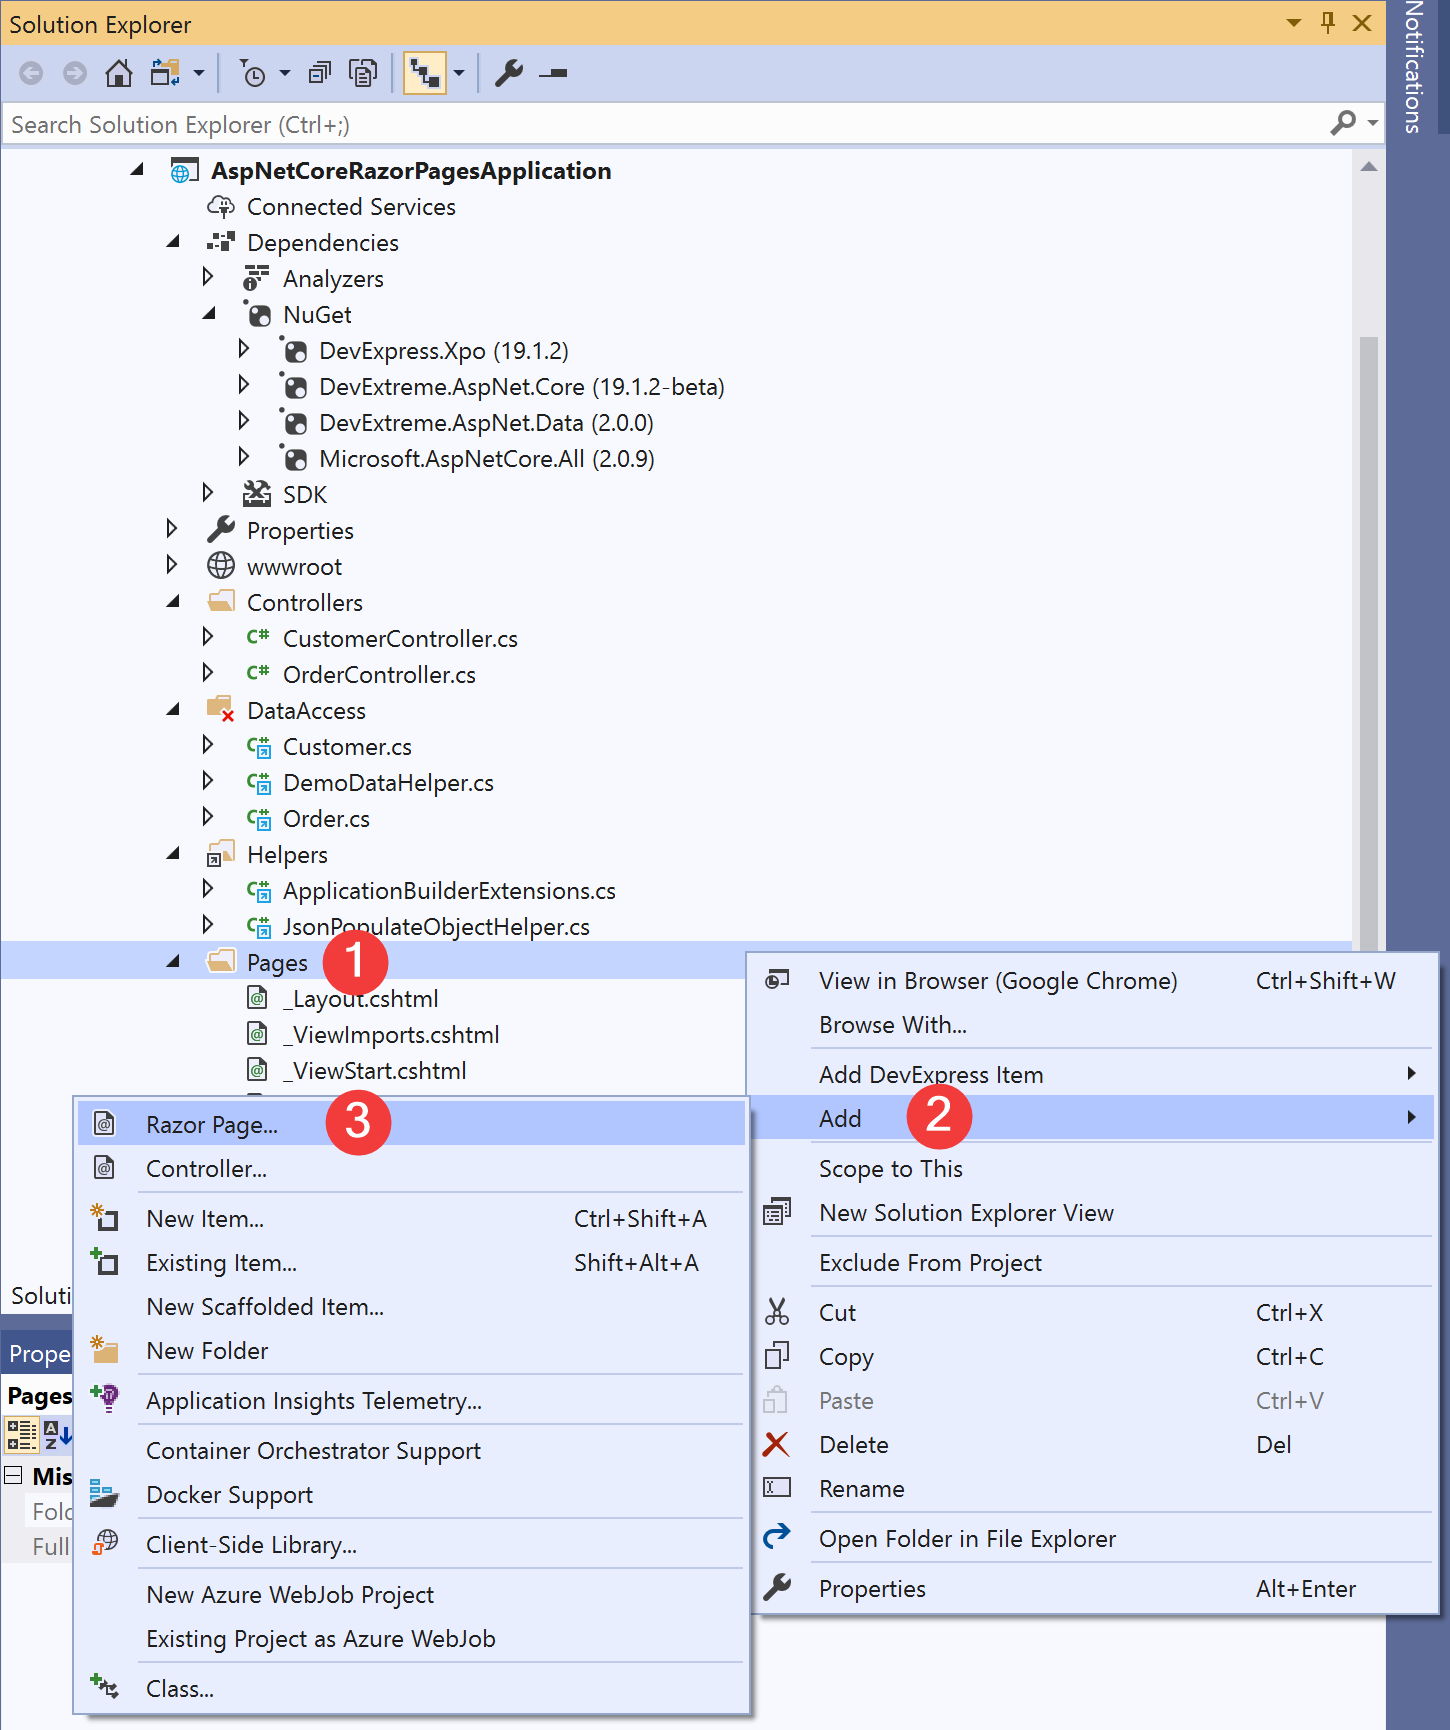 Solution Explorer
Notifications
Search Solution Explorer (Ctrl+;)
AspNetCoreRazorPagesApplication
Connected Services
Dependencies
Analyzers
NuGet
DevExpress.Xpo (19.1.2)
DevExtreme.AspNet.Core (19.1.2-beta)
DevExtreme.AspNet.Data (2.0.0)
Microsoft.AspNetCore.All (2.0.9)
SDK
Properties
wwwroot
Controllers
C# CustomerController.cs
C# OrderController.cs
DataAccess
C# Customer.cs
C# DemoDataHelper.cs
C# Order.cs
Helpers
C# ApplicationBuilderExtensions.cs
C# JsonPopulateObjectHelper.cs
Pages 1
_Layout.cshtml
_ViewImports.cshtml
_ViewStart.cshtml
View in Browser (Google Chrome) Ctrl+Shift+W
Browse With...
Add DevExpress Item
Add 2
Scope to This
New Solution Explorer View
Exclude From Project
Cut Ctrl+X
Copy Ctrl+C
Paste Ctrl+V
Delete Del
Rename
Open Folder in File Explorer
Properties Alt+Enter
Razor Page... 3
Controller...
New Item... Ctrl+Shift+A
Existing Item... Shift+Alt+A
New Scaffolded Item...
New Folder
Application Insights Telemetry...
Container Orchestrator Support
Docker Support
Client-Side Library...
New Azure WebJob Project
Existing Project as Azure WebJob
Class...
Soluti
Prope
Pages
AZ
Mis
Fold
Full